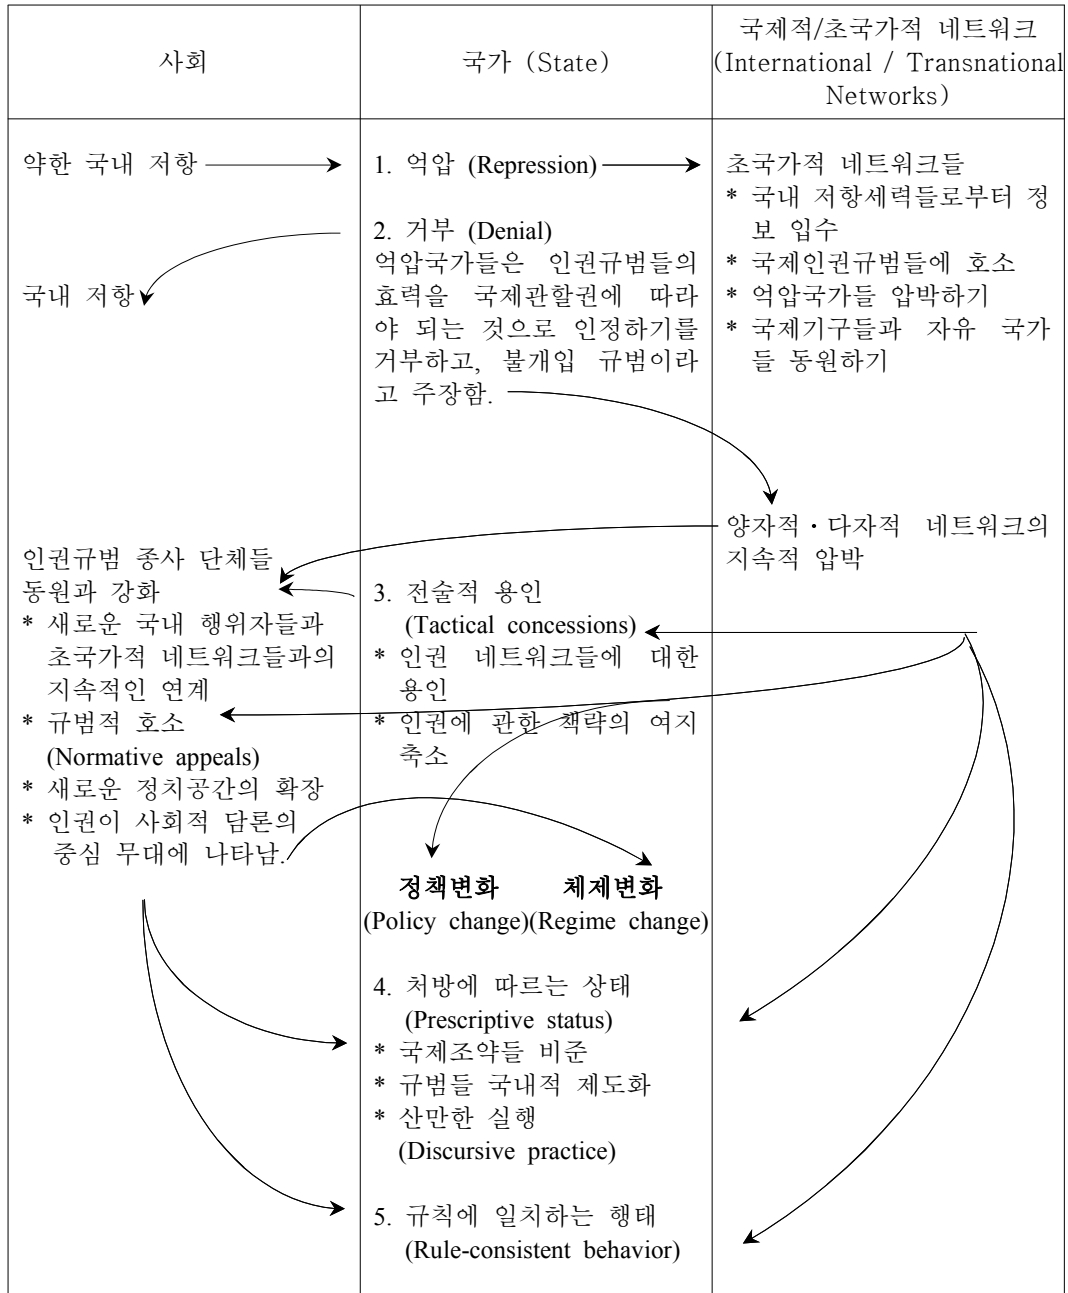 사회
국가 (State)
국제적/초국가적 네트워크
(International / Transnational
Networks)
약한 국내 저항
국내 저항
인권규범 종사 단체들
동원과 강화
* 새로운 국내 행위자들과
초국가적 네트워크들과의
지속적인 연계
* 규범적 호소
(Normative appeals)
* 새로운 정치공간의 확장
* 인권이 사회적 담론의
중심 무대에 나타남.
1. 억압 (Repression)
2. 거부 (Denial)
억압국가들은 인권규범들의
효력을 국제관할권에 따라
야 되는 것으로 인정하기를
거부하고, 불개입 규범이라
고 주장함.
3. 전술적 용인
(Tactical concessions)
* 인권 네트워크들에 대한
용인
* 인권에 관한 책략의 여지
축소
정책변화 체제변화
(Policy change)(Regime change)
4. 처방에 따르는 상태
(Prescriptive status)
* 국제조약들 비준
* 규범들 국내적 제도화
* 산만한 실행
(Discursive practice)
5. 규칙에 일치하는 행태
(Rule-consistent behavior)
초국가적 네트워크들
* 국내 저항세력들로부터 정
보 입수
* 국제인권규범들에 호소
* 억압국가들 압박하기
* 국제기구들과 자유 국가
들 동원하기
양자적・다자적 네트워크의
지속적 압박